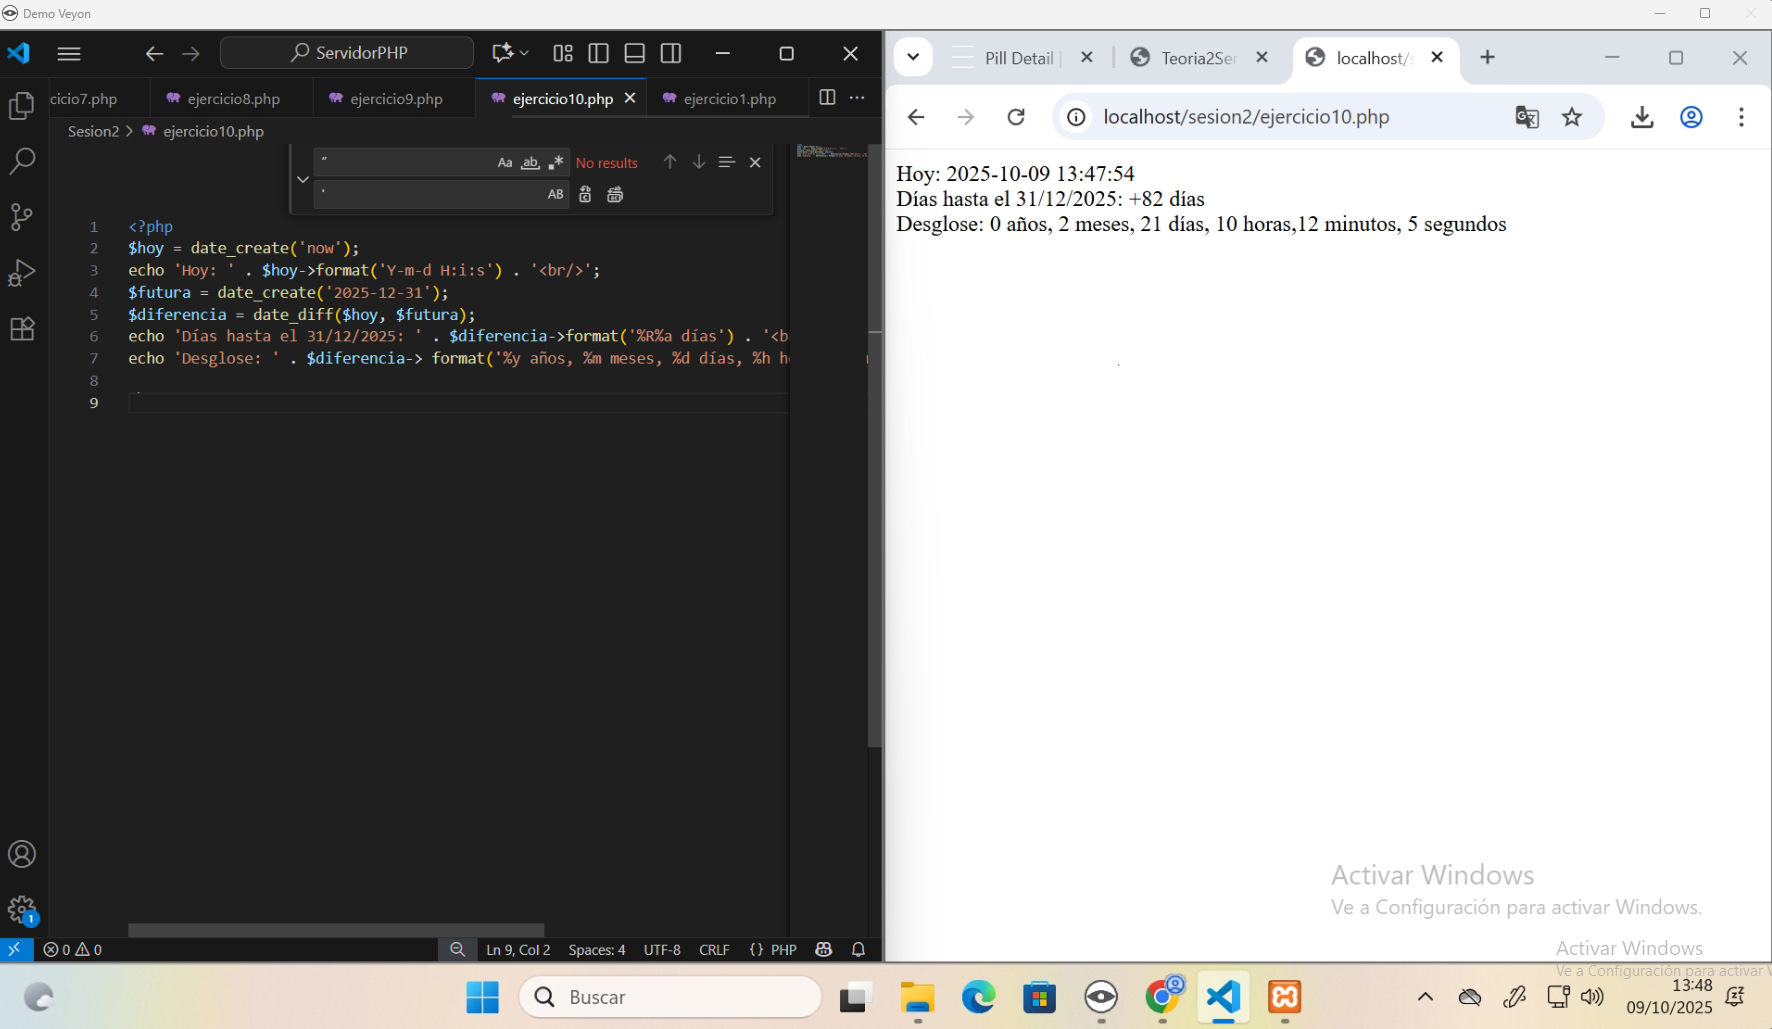 Demo Veyon
ServidorPHP
cicio7.php
ejercicio8.php
ejercicio9.php
ejercicio10.php
ejercicio1.php
Sesion2 > ejercicio10.php
"
Aa ab .* No results
'
AB
1 <?php
2 $hoy = date_create('now');
3 echo 'Hoy: ' . $hoy->format('Y-m-d H:i:s') . '<br/>';
4 $futura = date_create('2025-12-31');
5 $diferencia = date_diff($hoy, $futura);
6 echo 'Días hasta el 31/12/2025: ' . $diferencia->format('%R%a días') . '<b
7 echo 'Desglose: ' . $diferencia-> format('%y años, %m meses, %d días, %h h
8
9
1
0 0
Ln 9, Col 2 Spaces: 4 UTF-8 CRLF {} PHP
Pill Detail
Teoria2Ser
localhost/s
localhost/sesion2/ejercicio10.php
Hoy: 2025-10-09 13:47:54
Días hasta el 31/12/2025: +82 días
Desglose: 0 años, 2 meses, 21 días, 10 horas,12 minutos, 5 segundos
Activar Windows
Ve a Configuración para activar Windows.
Activar Windows
Ve a Configuración para activar
Buscar
13:48
09/10/2025